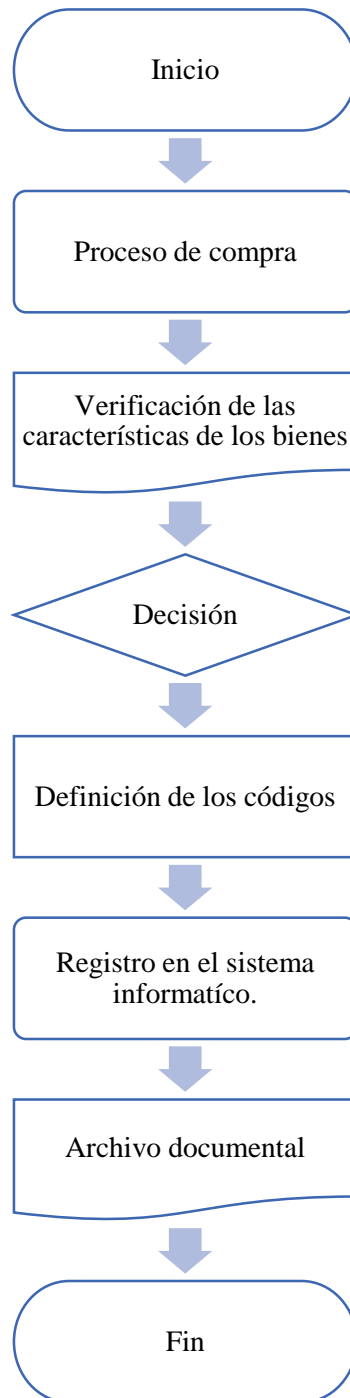 Inicio
Proceso de compra
Verificación de las
características de los bienes
Decisión
Definición de los códigos
Registro en el sistema
informatíco.
Archivo documental
Fin